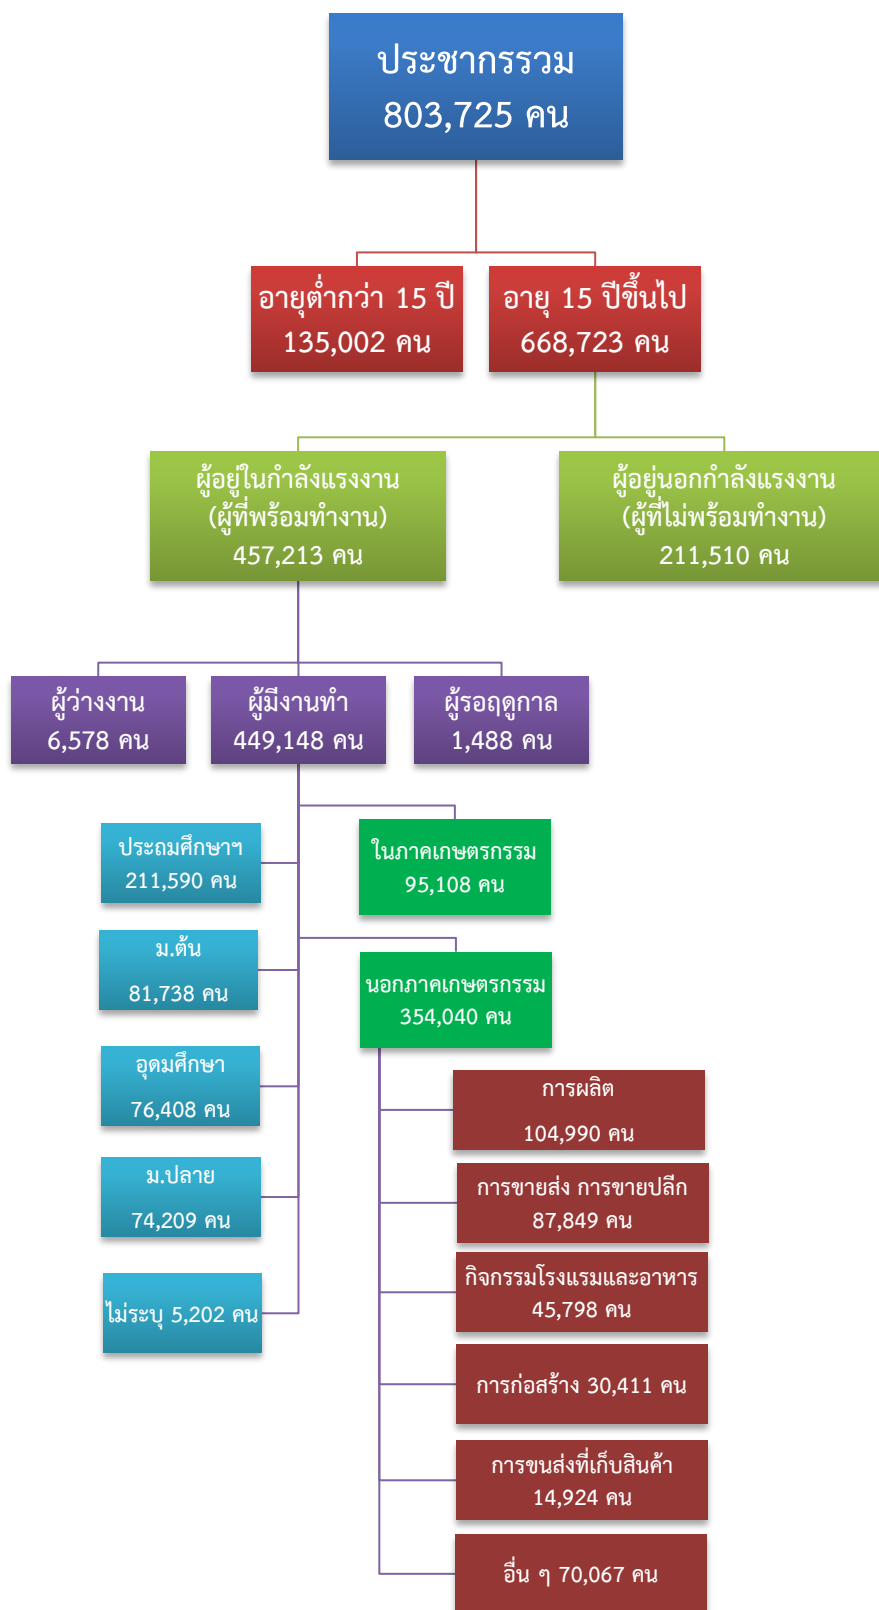 ประชากรรวม
803,725 คน
อายุต่ำกว่า 15 ปี
135,002 คน
อายุ 15 ปีขึ้นไป
668,723 คน
ผู้อยู่ในกำลังแรงงาน
(ผู้ที่พร้อมทำงาน)
457,213 คน
ผู้อยู่นอกกำลังแรงงาน
(ผู้ที่ไม่พร้อมทำงาน)
211,510 คน
ผู้ว่างงาน
6,578 คน
ผู้มีงานทำ
449,148 คน
ผู้รอฤดูกาล
1,488 คน
ประถมศึกษาฯ
211,590 คน
ม.ต้น
81,738 คน
อุดมศึกษา
76,408 คน
ม.ปลาย
74,209 คน
ไม่ระบุ 5,202 คน
ในภาคเกษตรกรรม
95,108 คน
นอกภาคเกษตรกรรม
354,040 คน
การผลิต
104,990 คน
การขายส่ง การขายปลีก
87,849 คน
กิจกรรมโรงแรมและอาหาร
45,798 คน
การก่อสร้าง 30,411 คน
การขนส่งที่เก็บสินค้า
14,924 คน
อื่น ๆ 70,067 คน